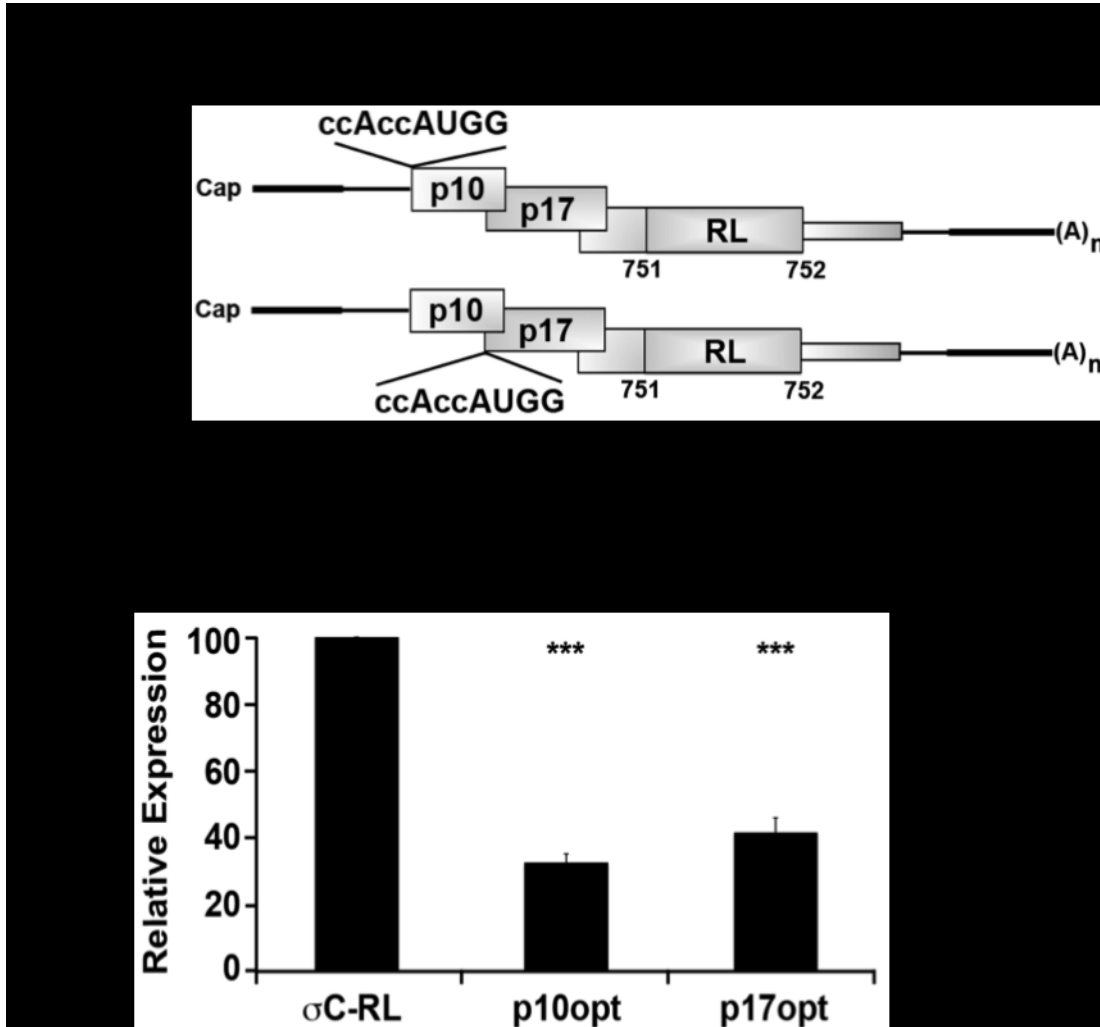 ccAccAUGG
Cap p10 p17 RL (A)n
751 752
Cap p10 p17 RL (A)n
751 752
ccAccAUGG
Relative Expression
100
80
60
40
20
0
*** ***
σC-RL p10opt p17opt